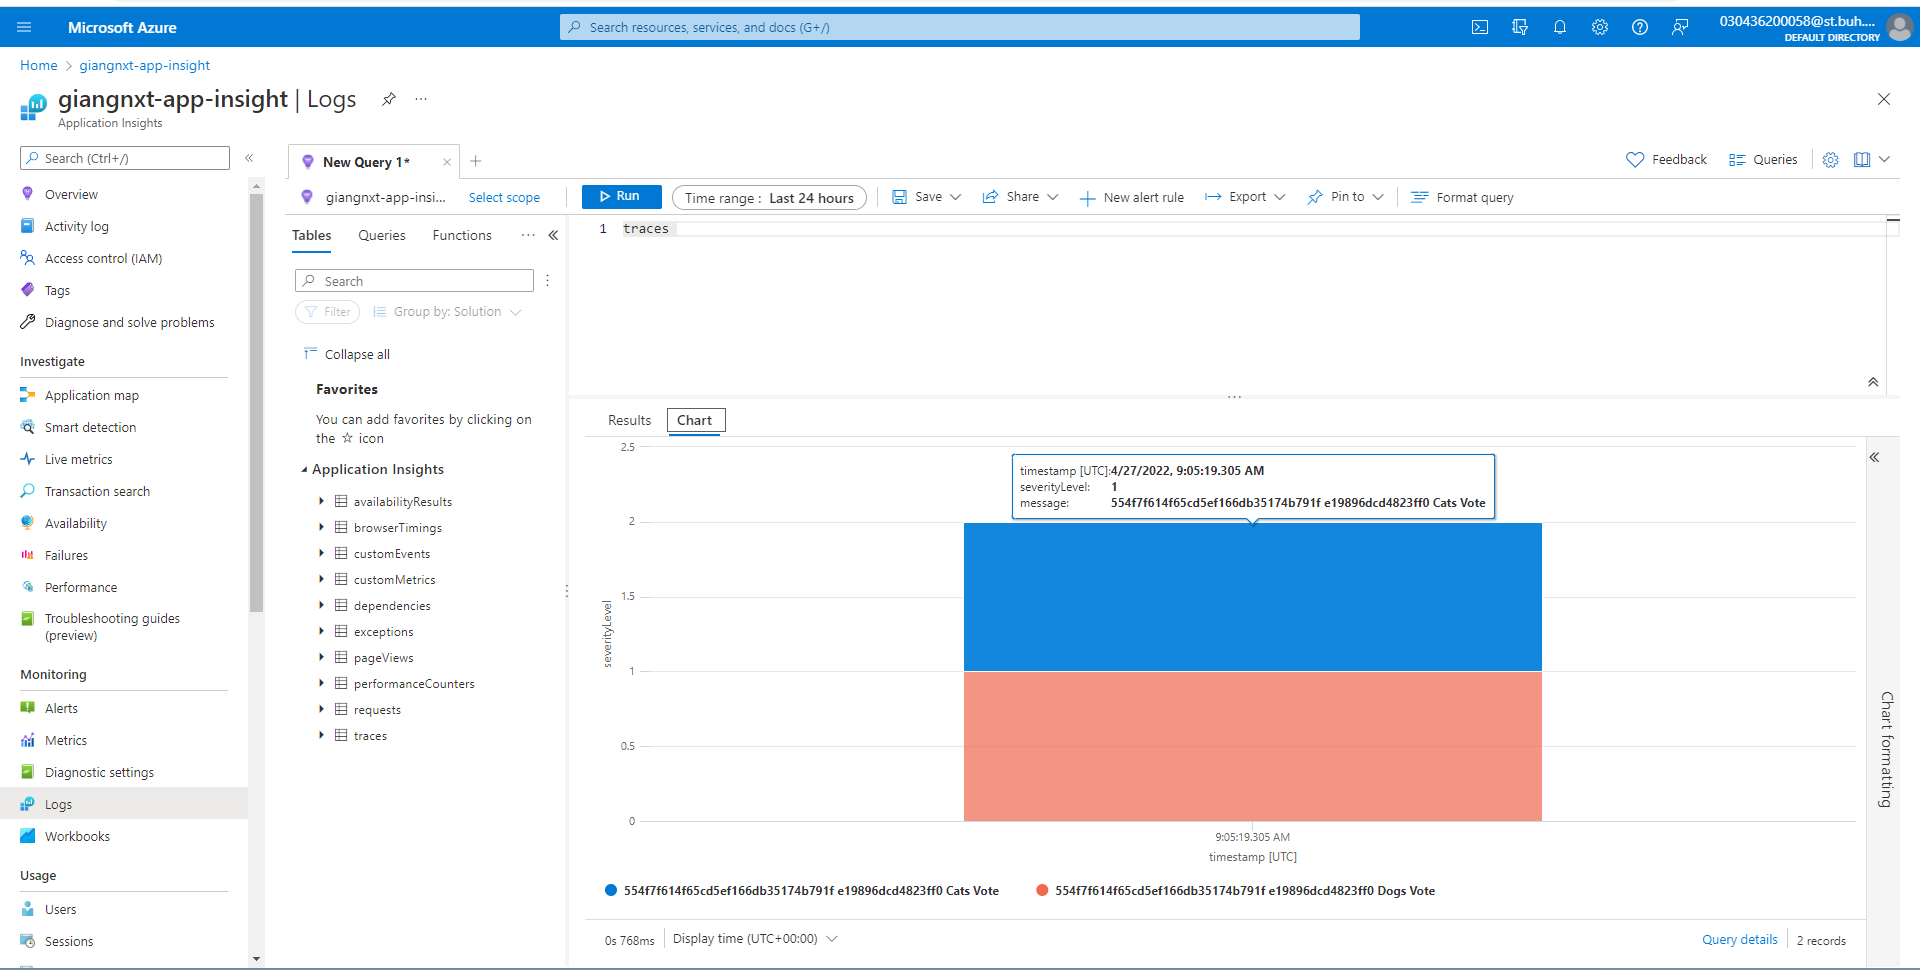 Microsoft Azure
Search resources, services, and docs (G+/)
030436200058@st.buh....
DEFAULT DIRECTORY
Home > giangnxt-app-insight
giangnxt-app-insight | Logs
Application Insights
Search (Ctrl+/)
Overview
Activity log
Access control (IAM)
Tags
Diagnose and solve problems
Investigate
Application map
Smart detection
Live metrics
Transaction search
Availability
Failures
Performance
Troubleshooting guides
(preview)
Monitoring
Alerts
Metrics
Diagnostic settings
Logs
Workbooks
Usage
Users
Sessions
New Query 1*
Feedback
Queries
giangnxt-app-insi...
Select scope
Run
Time range : Last 24 hours
Save
Share
New alert rule
Export
Pin to
Format query
Tables
Queries
Functions
Search
Filter
Group by: Solution
Collapse all
Favorites
You can add favorites by clicking on
the ☆ icon
Application Insights
availabilityResults
browserTimings
customEvents
customMetrics
dependencies
exceptions
pageViews
performanceCounters
requests
traces
1 traces
Results
Chart
2.5
2
1.5
1
0.5
0
severityLevel
timestamp [UTC]:4/27/2022, 9:05:19.305 AM
severityLevel: 1
message: 554f7f614f65cd5ef166db35174b791f e19896dcd4823ff0 Cats Vote
9:05:19.305 AM
timestamp [UTC]
554f7f614f65cd5ef166db35174b791f e19896dcd4823ff0 Cats Vote
554f7f614f65cd5ef166db35174b791f e19896dcd4823ff0 Dogs Vote
Chart formatting
0s 768ms
Display time (UTC+00:00)
Query details
2 records